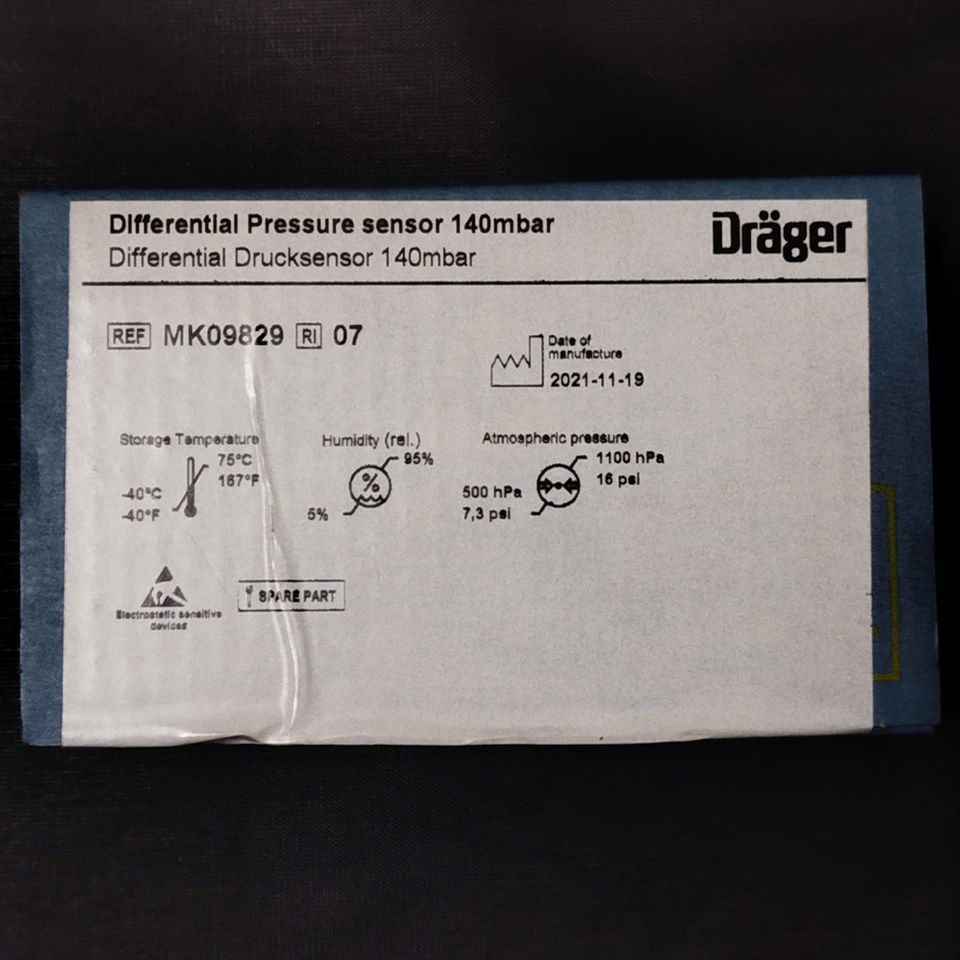 Differential Pressure sensor 140mbar
Differential Drucksensor 140mbar
Dräger
REF MK09829 RI 07
Date of
manufacture
2021-11-19
Storage Temperature
75°C
167°F
-40°C
-40°F
Humidity (rel.)
95%
%
5%
Atmospheric pressure
1100 hPa
16 psi
500 hPa
7,3 psi
Electrostatic sensitive
devices
SPARE PART